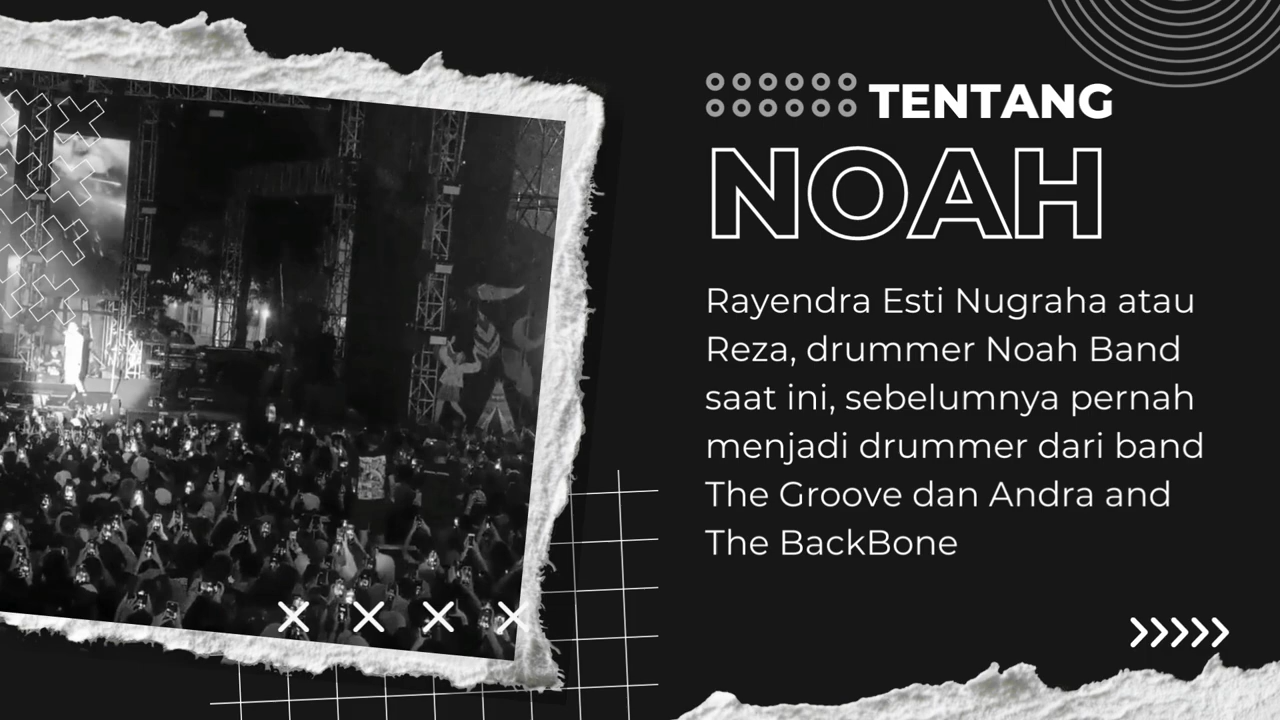 TENTANG
NOAH
Rayendra Esti Nugraha atau
Reza, drummer Noah Band
saat ini, sebelumnya pernah
menjadi drummer dari band
The Groove dan Andra and
The BackBone